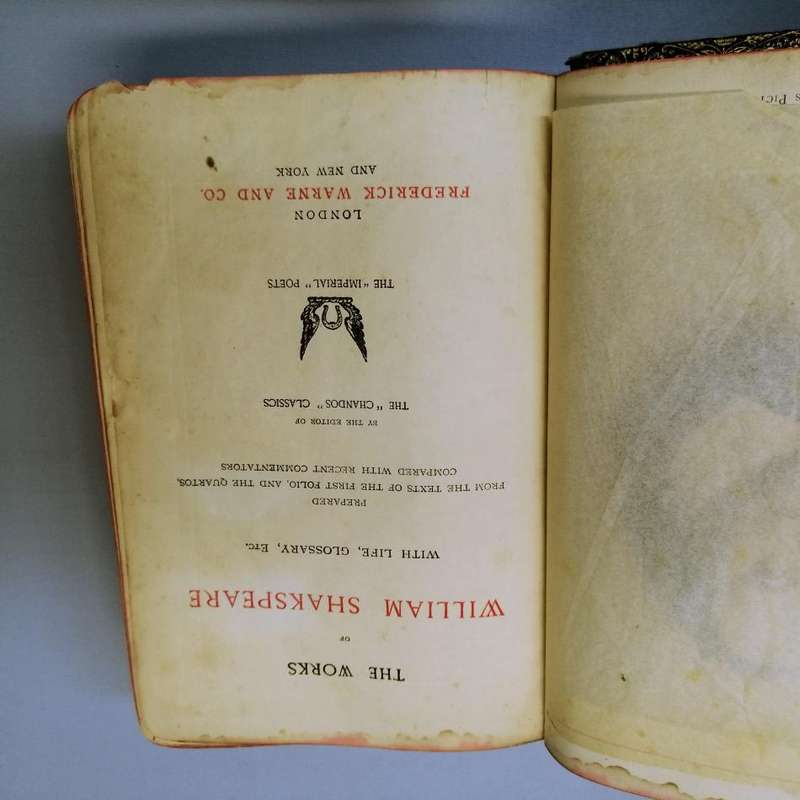 THE WORKS
OF
WILLIAM SHAKSPEARE
WITH LIFE, GLOSSARY, ETC.
PREPARED
FROM THE TEXTS OF THE FIRST FOLIO, AND THE QUARTOS,
COMPARED WITH RECENT COMMENTATORS
BY THE EDITOR OF
THE "CHANDOS" CLASSICS
THE "IMPERIAL" POETS
LONDON
FREDERICK WARNE AND CO.
AND NEW YORK